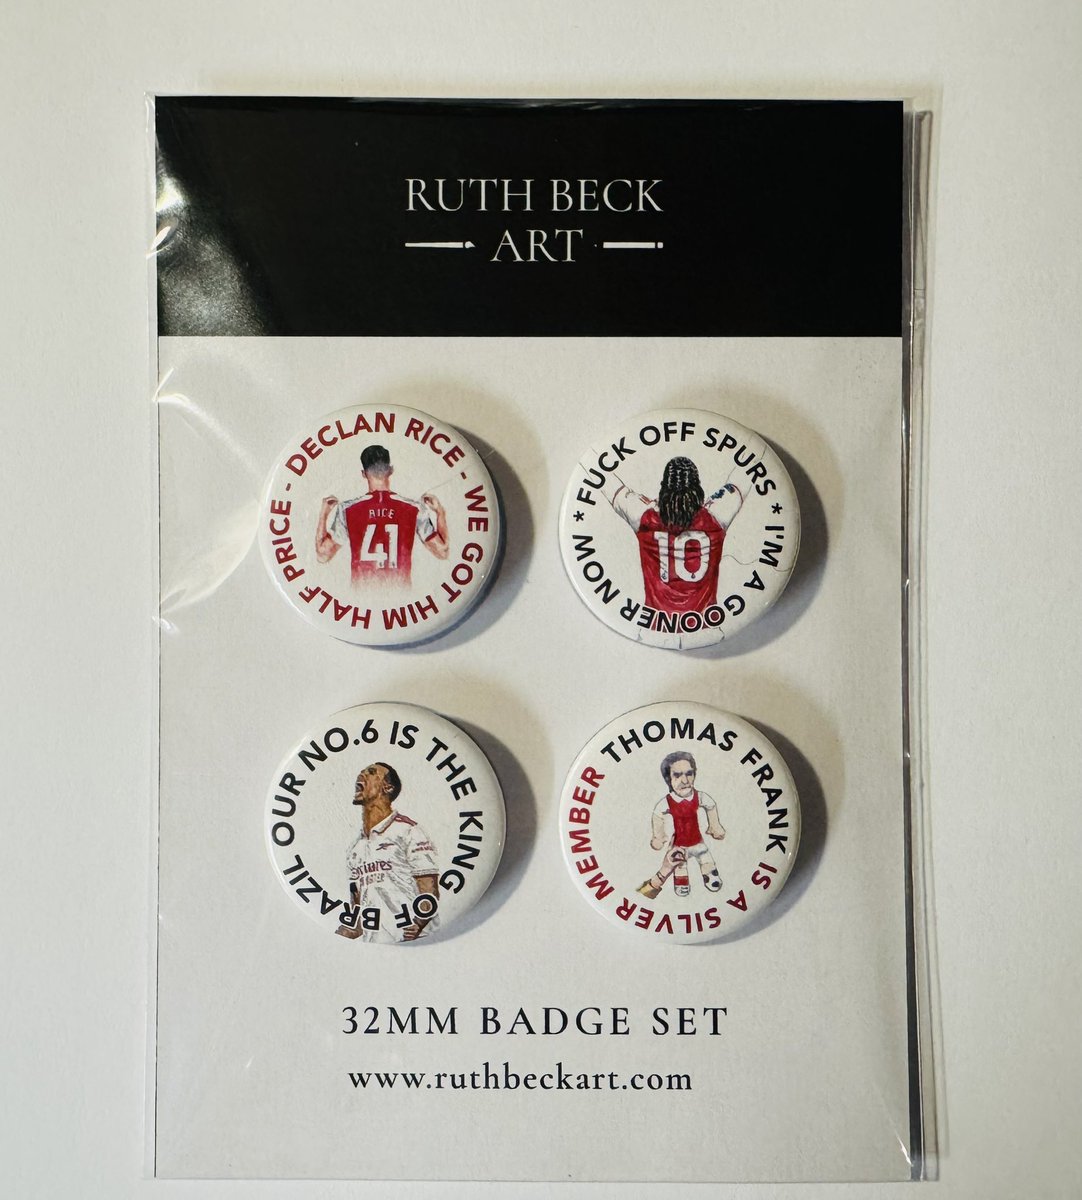 RUTH BECK
ART
DECLAN RICE - WE GOT HIM HALF PRICE -
RICE
41
*FUCK OFF SPURS * I'M A GOONER NOW
10
OUR NO.6 IS THE KING OF BRAZIL
Emirates
THOMAS FRANK IS A SILVER MEMBER
32MM BADGE SET
www.ruthbeckart.com